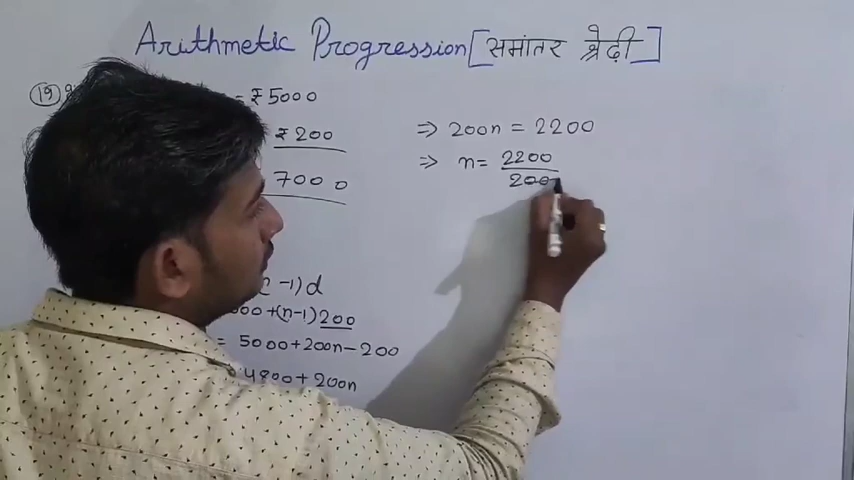 Arithmetic Progression [समांतर श्रेढ़ी]
(19) = ₹5000
₹200
7000
-1)d
000 +(n-1)200
= 5000+200n-200
4800+200n
⇒ 200n = 2200
⇒ n= 2200
200